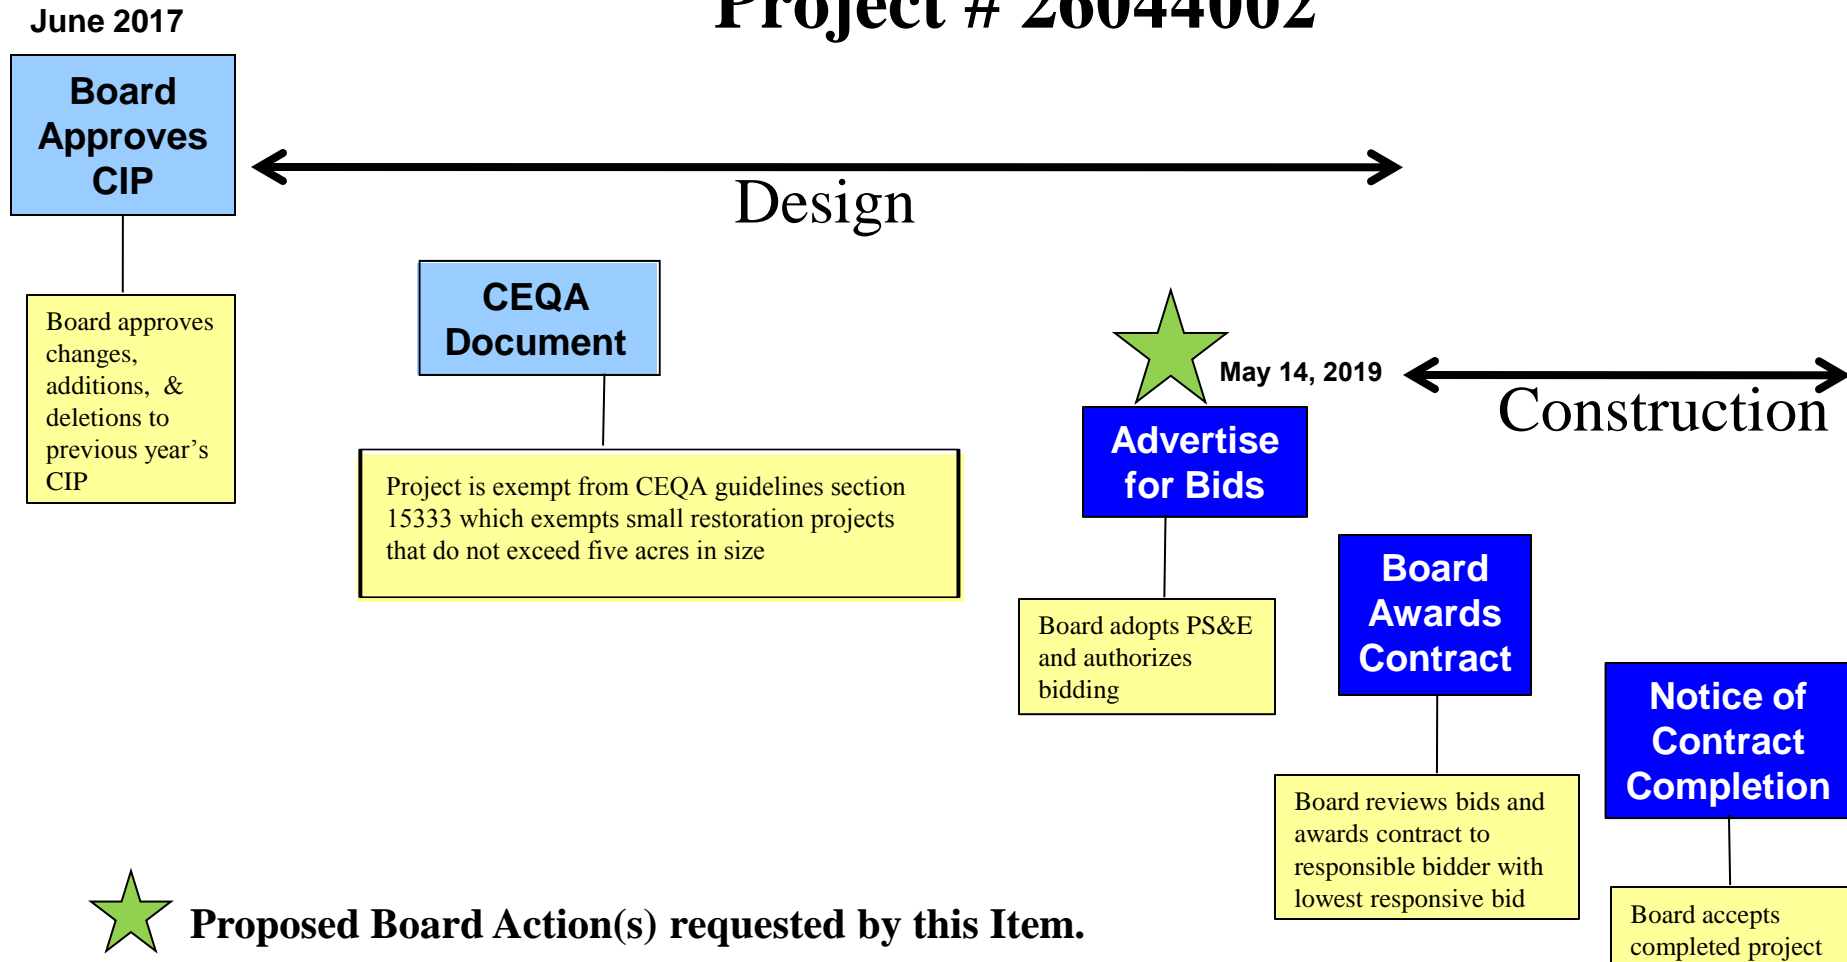 Project # 26044002
June 2017
Board
Approves
CIP
Design
Board approves
changes,
additions, &
deletions to
previous year's
CIP
CEQA
Document
Project is exempt from CEQA guidelines section
15333 which exempts small restoration projects
that do not exceed five acres in size
May 14, 2019
Construction
Advertise
for Bids
Board adopts PS&E
and authorizes
bidding
Board
Awards
Contract
Board reviews bids and
awards contract to
responsible bidder with
lowest responsive bid
Notice of
Contract
Completion
Board accepts
completed project
Proposed Board Action(s) requested by this Item.